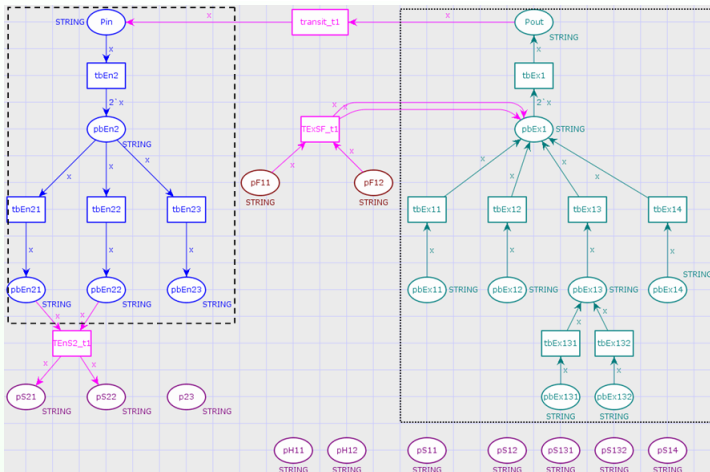 x
x
STRING
Pin
transit_t1
Pout
STRING
x
x
tbEn2
tbEx1
2`x
x
x
2`x
pbEn2
STRING
TExSF_t1
pbEx1
STRING
x
x
x
x
x
x
x
x
x
pF11
pF12
STRING
STRING
tbEn21
tbEn22
tbEn23
tbEx11
tbEx12
tbEx13
tbEx14
x
x
x
x
x
x
x
STRING
pbEn21
pbEn22
pbEn23
pbEx11
STRING
pbEx12
STRING
pbEx13
STRING
pbEx14
STRING
STRING
STRING
x
x
x
x
TEnS2_t1
tbEx131
tbEx132
x
x
x
x
pS21
pS22
p23
pbEx131
pbEx132
STRING
STRING
STRING
STRING
STRING
pH11
pH12
pS11
pS12
pS131
pS132
pS14
STRING
STRING
STRING
STRING
STRING
STRING
STRING